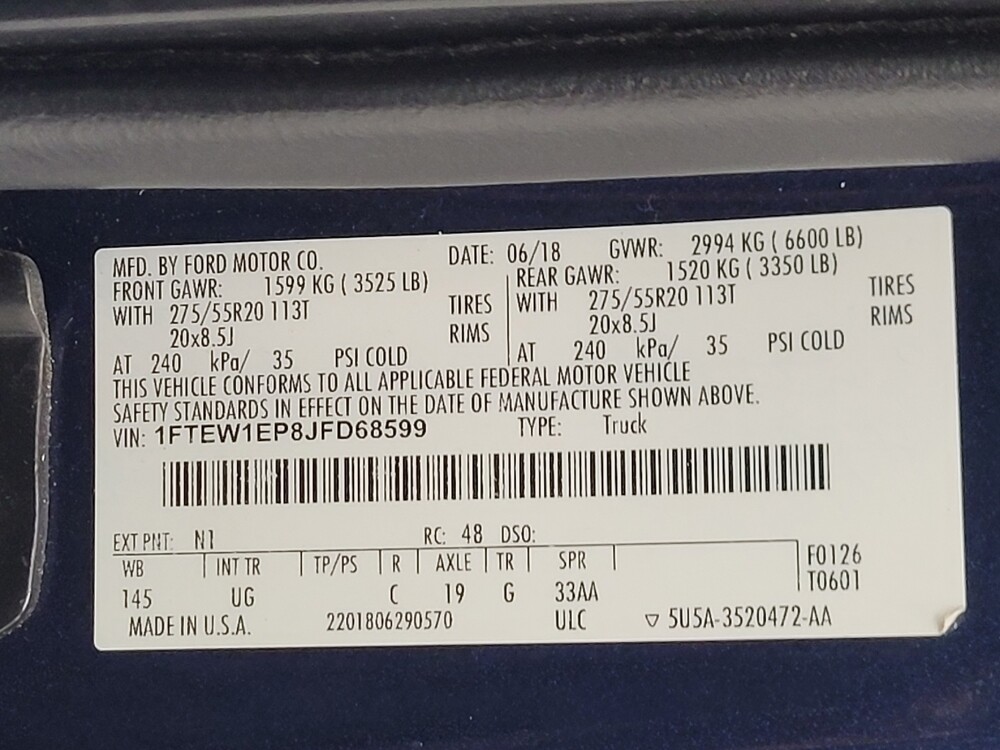 MFD. BY FORD MOTOR CO. DATE: 06/18 GVWR: 2994 KG ( 6600 LB)
FRONT GAWR: 1599 KG ( 3525 LB) REAR GAWR: 1520 KG ( 3350 LB)
WITH 275/55R20 113T TIRES WITH 275/55R20 113T TIRES
20x8.5J RIMS 20x8.5J RIMS
AT 240 kPa/ 35 PSI COLD AT 240 kPa/ 35 PSI COLD
THIS VEHICLE CONFORMS TO ALL APPLICABLE FEDERAL MOTOR VEHICLE
SAFETY STANDARDS IN EFFECT ON THE DATE OF MANUFACTURE SHOWN ABOVE.
VIN: 1FTEW1EP8JFD68599 TYPE: Truck
EXT PNT: N1 RC: 48 DSO:
WB INT TR TP/PS R AXLE TR SPR F0126
T0601
145 UG C 19 G 33AA
MADE IN U.S.A. 2201806290570 ULC ▽ 5U5A-3520472-AA